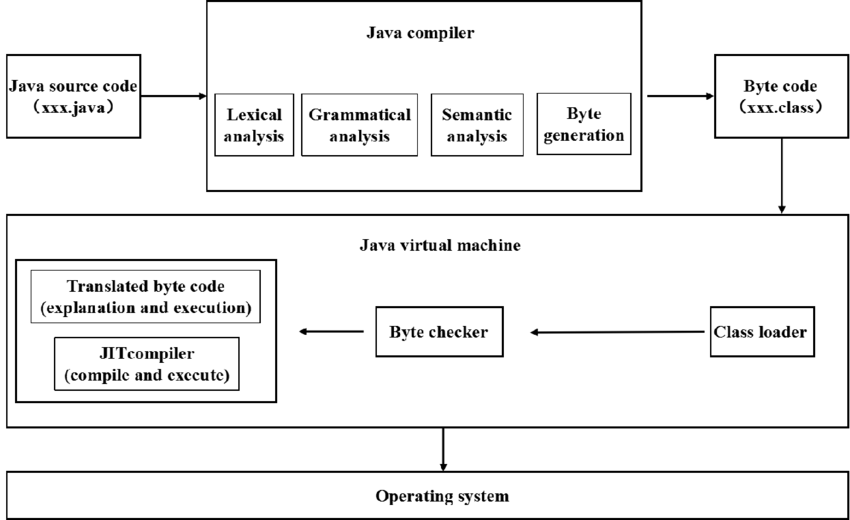 Java compiler
Java source code
（xxx.java）
Lexical
analysis
Grammatical
analysis
Semantic
analysis
Byte
generation
Byte code
（xxx.class）
Java virtual machine
Translated byte code
(explanation and execution)
JITcompiler
(compile and execute)
Byte checker
Class loader
Operating system